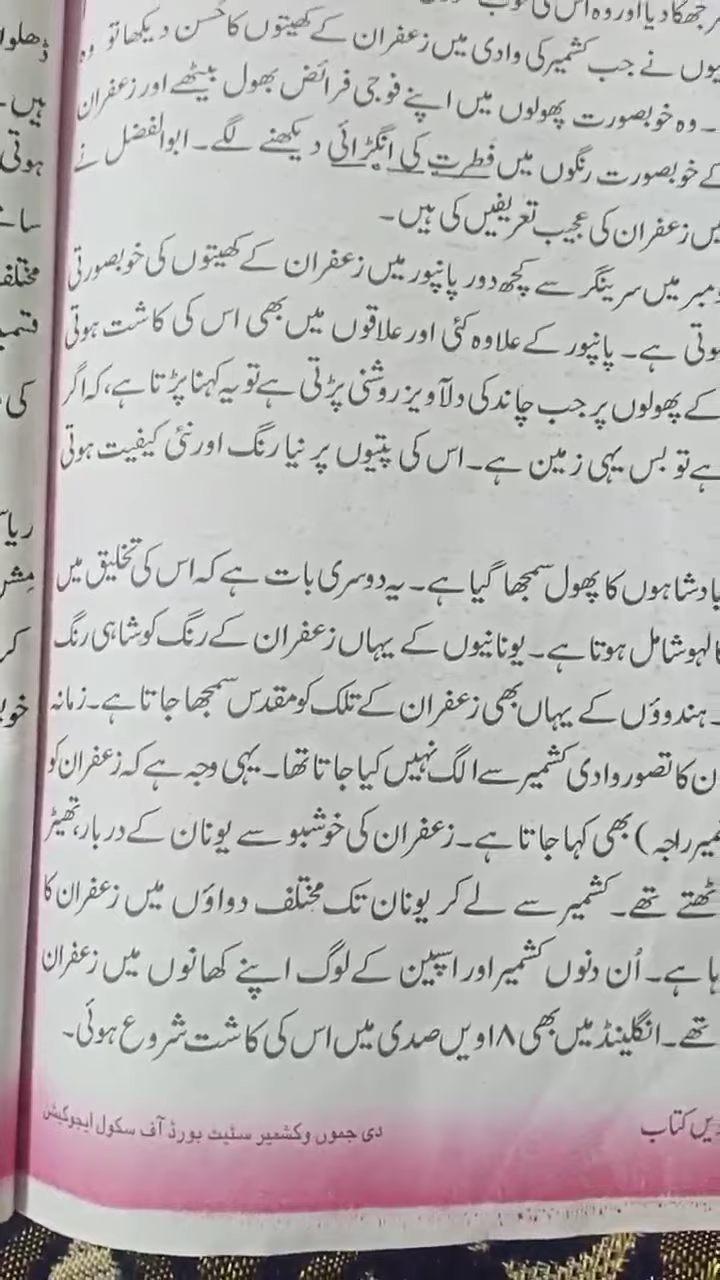 جھکا دیا اور وہ اس کی
نے جب کشمیر کی وادی میں زعفران کے کھیتوں کا حُسن دیکھا تو وہ
۔ وہ خوبصورت پھولوں میں اپنے فوجی فرائض بھول بیٹھے اور زعفران
کے خوبصورت رنگوں میں فطرت کی انگڑائی دیکھنے لگے۔ ابوالفضل نے
زعفران کی عجیب تعریفیں کی ہیں۔
میں سرینگر سے کچھ دور پانپور میں زعفران کے کھیتوں کی خوبصورتی
ہوتی ہے۔ پانپور کے علاوہ کئی اور علاقوں میں بھی اس کی کاشت ہوتی
کے پھولوں پر جب چاند کی دلآویز روشنی پڑتی ہے تو یہ کہنا پڑتا ہے، کہ اگر
ہے تو بس یہی زمین ہے۔ اس کی پتیوں پر نیا رنگ اور نئی کیفیت ہوتی
بادشاہوں کا پھول سمجھا گیا ہے۔ یہ دوسری بات ہے کہ اس کی تخلیق میں
لہو شامل ہوتا ہے۔ یونانیوں کے یہاں زعفران کے رنگ کو شاہی رنگ
۔ ہندوؤں کے یہاں بھی زعفران کے تلک کو مقدس سمجھا جاتا ہے۔ زمانہ
کا تصور وادی کشمیر سے الگ نہیں کیا جاتا تھا۔ یہی وجہ ہے کہ زعفران کو
راجہ) بھی کہا جاتا ہے۔ زعفران کی خوشبو سے یونان کے دربار، تھیٹر
تھے۔ کشمیر سے لے کر یونان تک مختلف دواؤں میں زعفران کا
ہے۔ اُن دنوں کشمیر اور اسپین کے لوگ اپنے کھانوں میں زعفران
تھے۔ انگلینڈ میں بھی ۱۸ویں صدی میں اس کی کاشت شروع ہوئی۔
کتاب
دی جموں و کشمیر سٹیٹ بورڈ آف سکول ایجوکیشن
ہیں۔
ہوتی